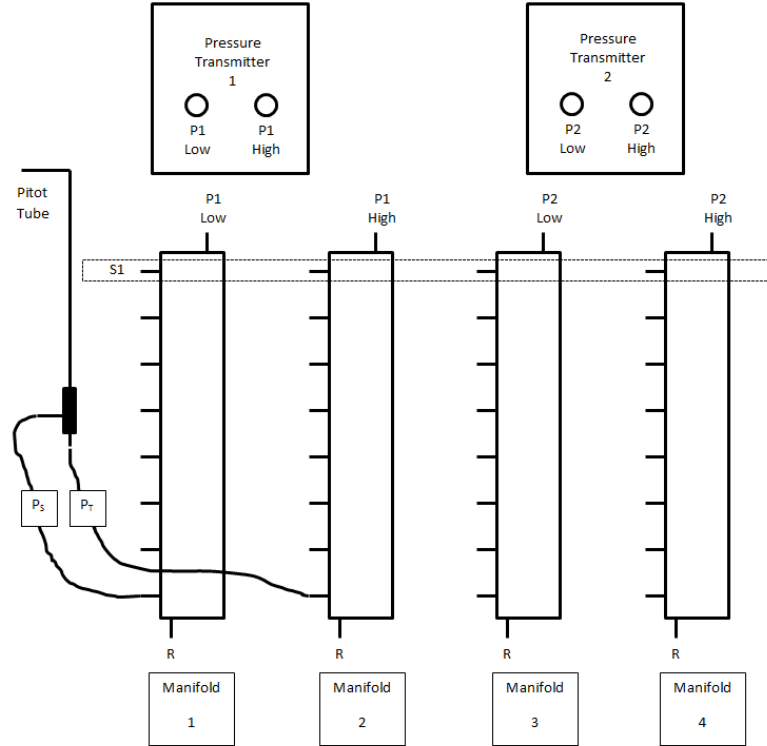 Pressure
Transmitter
1
P1
Low
P1
High
Pressure
Transmitter
2
P2
Low
P2
High
Pitot
Tube
P1
Low
P1
High
P2
Low
P2
High
S1
PS
PT
R
R
R
R
Manifold
1
Manifold
2
Manifold
3
Manifold
4